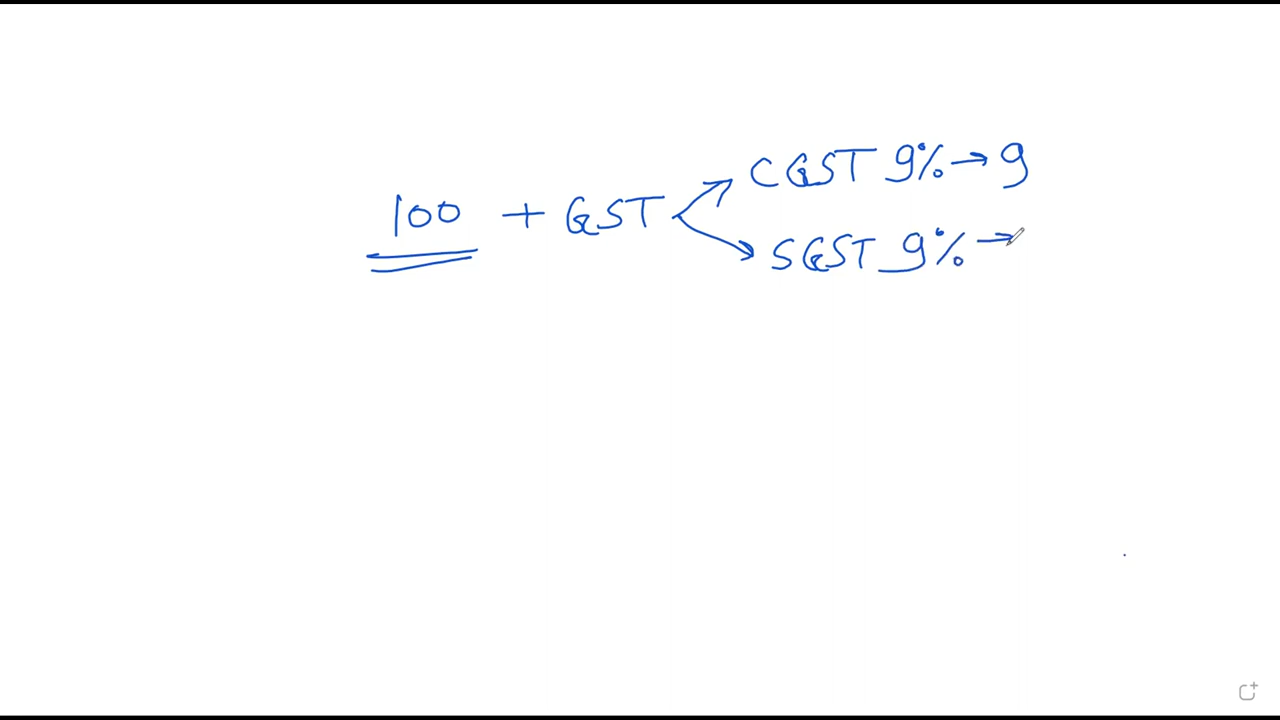 CGST 9% → 9
100 + GST
SGST 9% →